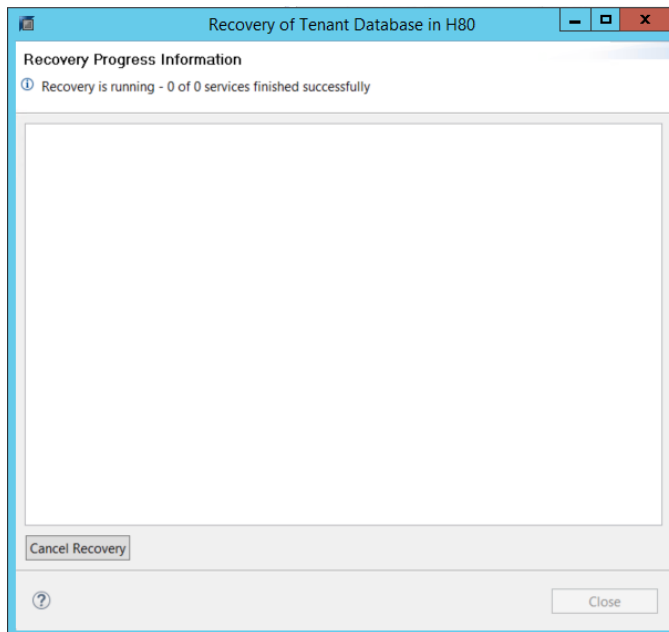 Recovery of Tenant Database in H80
Recovery Progress Information
Recovery is running - 0 of 0 services finished successfully
Cancel Recovery
Close